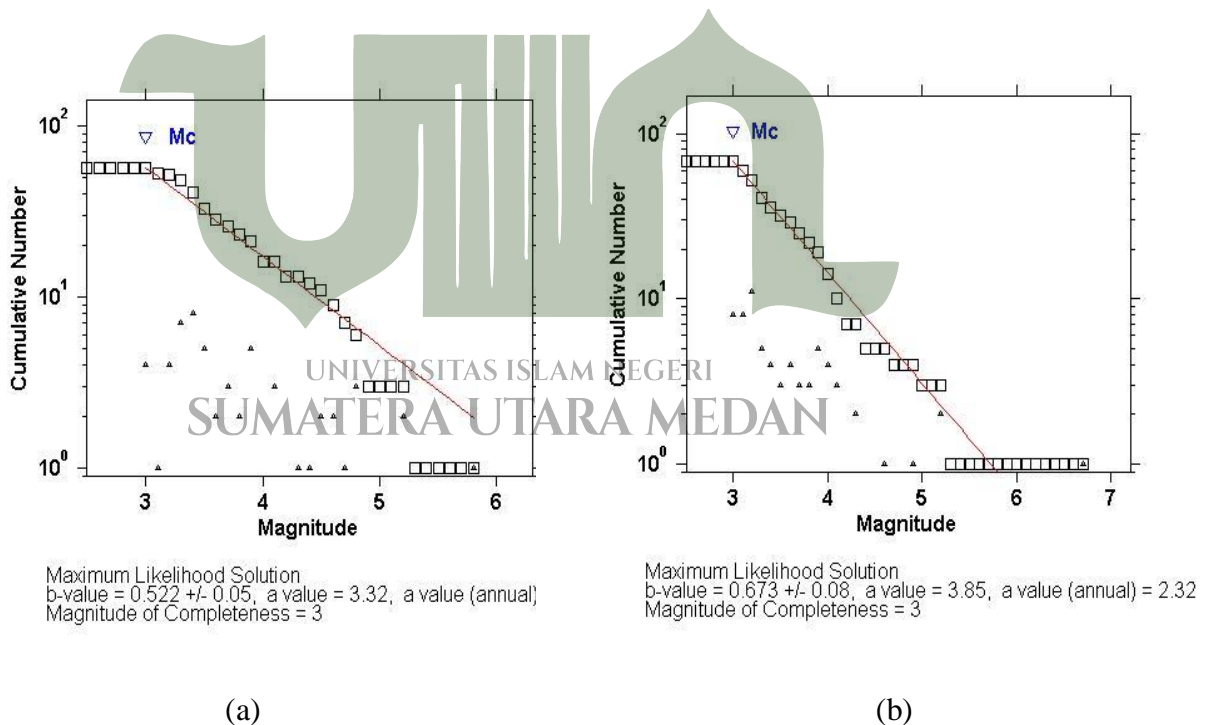 10² Mc
10¹
10⁰
Cumulative Number
3 4 5 6
Magnitude
Maximum Likelihood Solution
b-value = 0.522 +/- 0.05, a value = 3.32, a value (annual)
Magnitude of Completeness = 3
(a)
10² Mc
10¹
10⁰
Cumulative Number
3 4 5 6 7
Magnitude
Maximum Likelihood Solution
b-value = 0.673 +/- 0.08, a value = 3.85, a value (annual) = 2.32
Magnitude of Completeness = 3
(b)
UNIVERSITAS ISLAM NEGERI
SUMATERA UTARA MEDAN